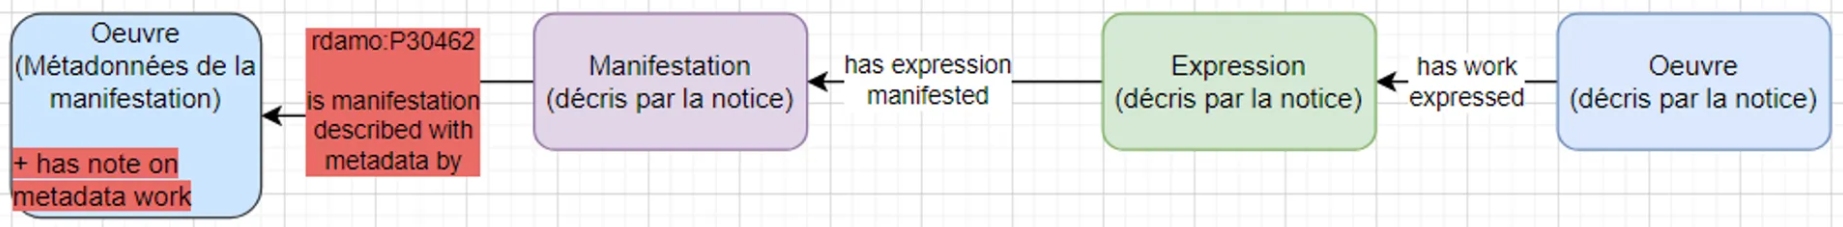 Oeuvre
(Métadonnées de la
manifestation)
+ has note on
metadata work
rdamo:P30462
is manifestation
described with
metadata by
Manifestation
(décris par la notice)
has expression
manifested
Expression
(décris par la notice)
has work
expressed
Oeuvre
(décris par la notice)